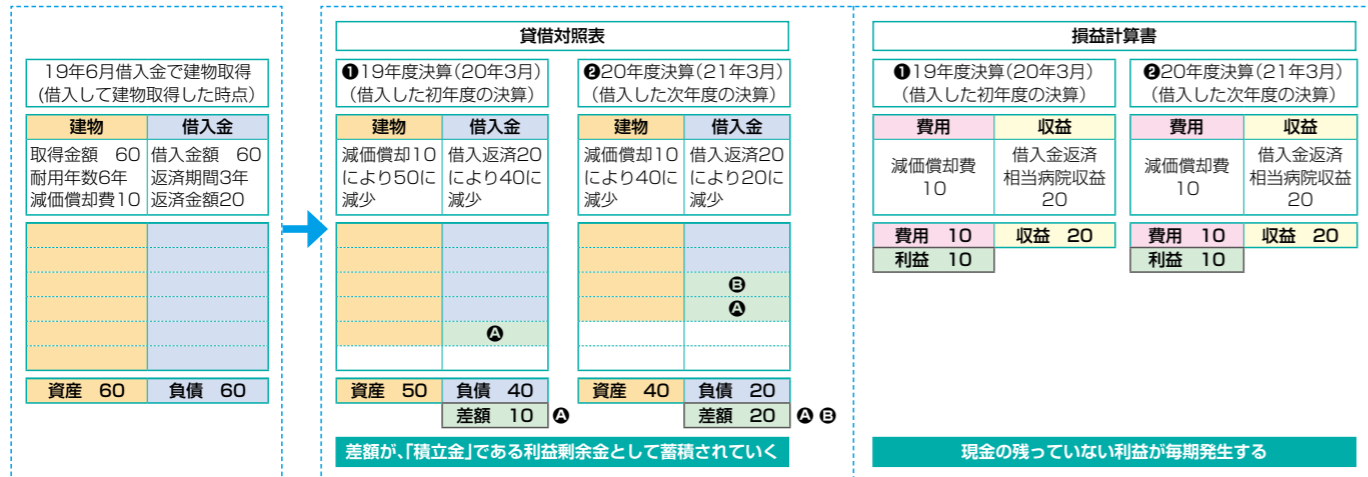 19年6月借入金で建物取得
(借入して建物取得した時点)
建物 借入金
取得金額 60 借入金額 60
耐用年数6年 返済期間3年
減価償却費10 返済金額20
資産 60 負債 60
貸借対照表
❶19年度決算(20年3月)
(借入した初年度の決算)
建物 借入金
減価償却10 借入返済20
により50に により40に
減少 減少
Ⓐ
資産 50 負債 40
差額 10 Ⓐ
❷20年度決算(21年3月)
(借入した次年度の決算)
建物 借入金
減価償却10 借入返済20
により40に により20に
減少 減少
Ⓑ
Ⓐ
資産 40 負債 20
差額 20 Ⓐ Ⓑ
差額が、「積立金」である利益剰余金として蓄積されていく
損益計算書
❶19年度決算(20年3月)
(借入した初年度の決算)
費用 収益
減価償却費
10
借入金返済
相当病院収益
20
費用 10 収益 20
利益 10
❷20年度決算(21年3月)
(借入した次年度の決算)
費用 収益
減価償却費
10
借入金返済
相当病院収益
20
費用 10 収益 20
利益 10
現金の残っていない利益が毎期発生する